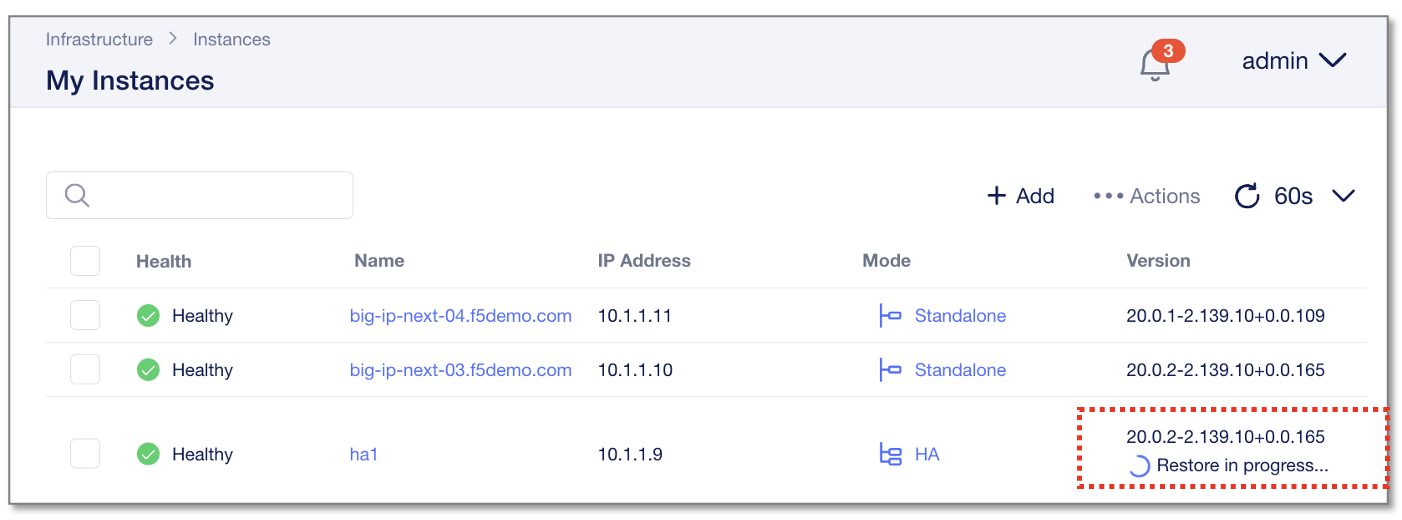 Infrastructure > Instances
My Instances
3
admin
+ Add
••• Actions
60s
Health Name IP Address Mode Version
Healthy big-ip-next-04.f5demo.com 10.1.1.11 Standalone 20.0.1-2.139.10+0.0.109
Healthy big-ip-next-03.f5demo.com 10.1.1.10 Standalone 20.0.2-2.139.10+0.0.165
Healthy ha1 10.1.1.9 HA 20.0.2-2.139.10+0.0.165
Restore in progress...